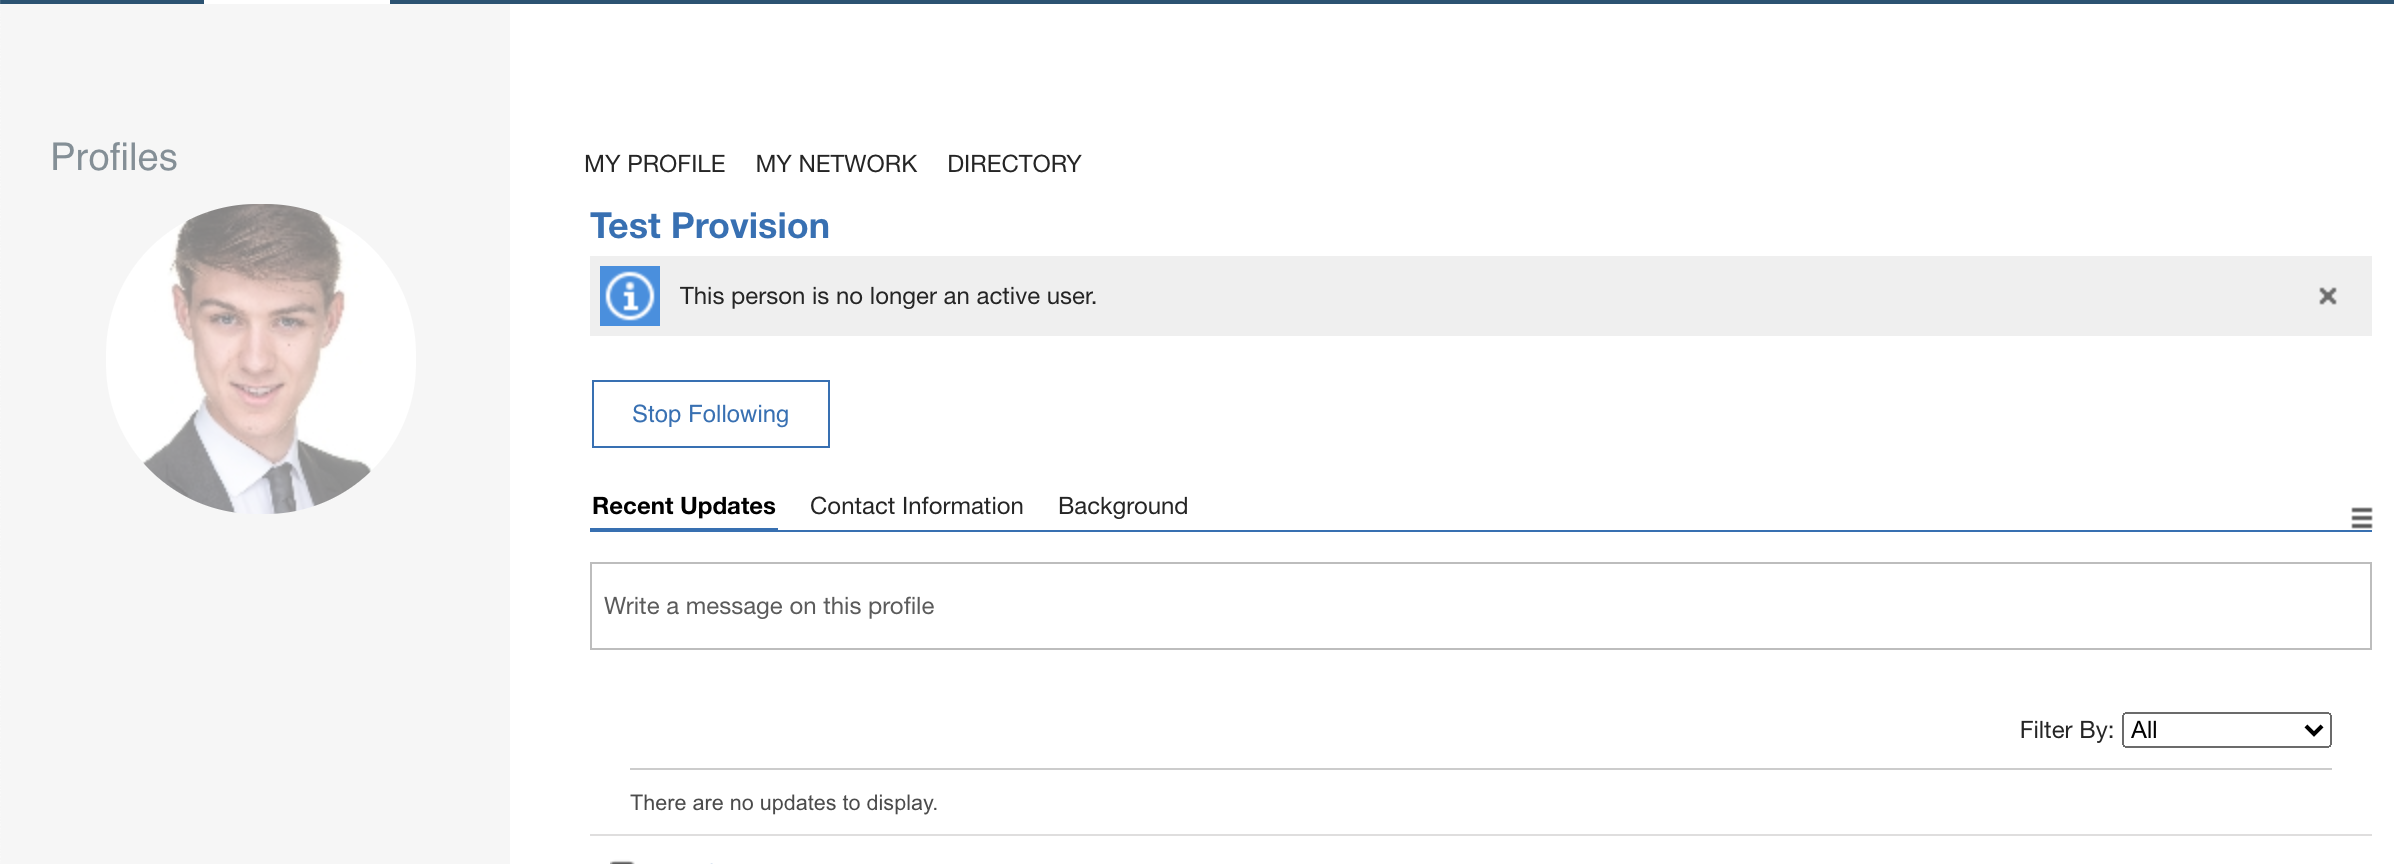 Profiles
MY PROFILE MY NETWORK DIRECTORY
Test Provision
This person is no longer an active user.
Stop Following
Recent Updates Contact Information Background
Write a message on this profile
Filter By: All
There are no updates to display.